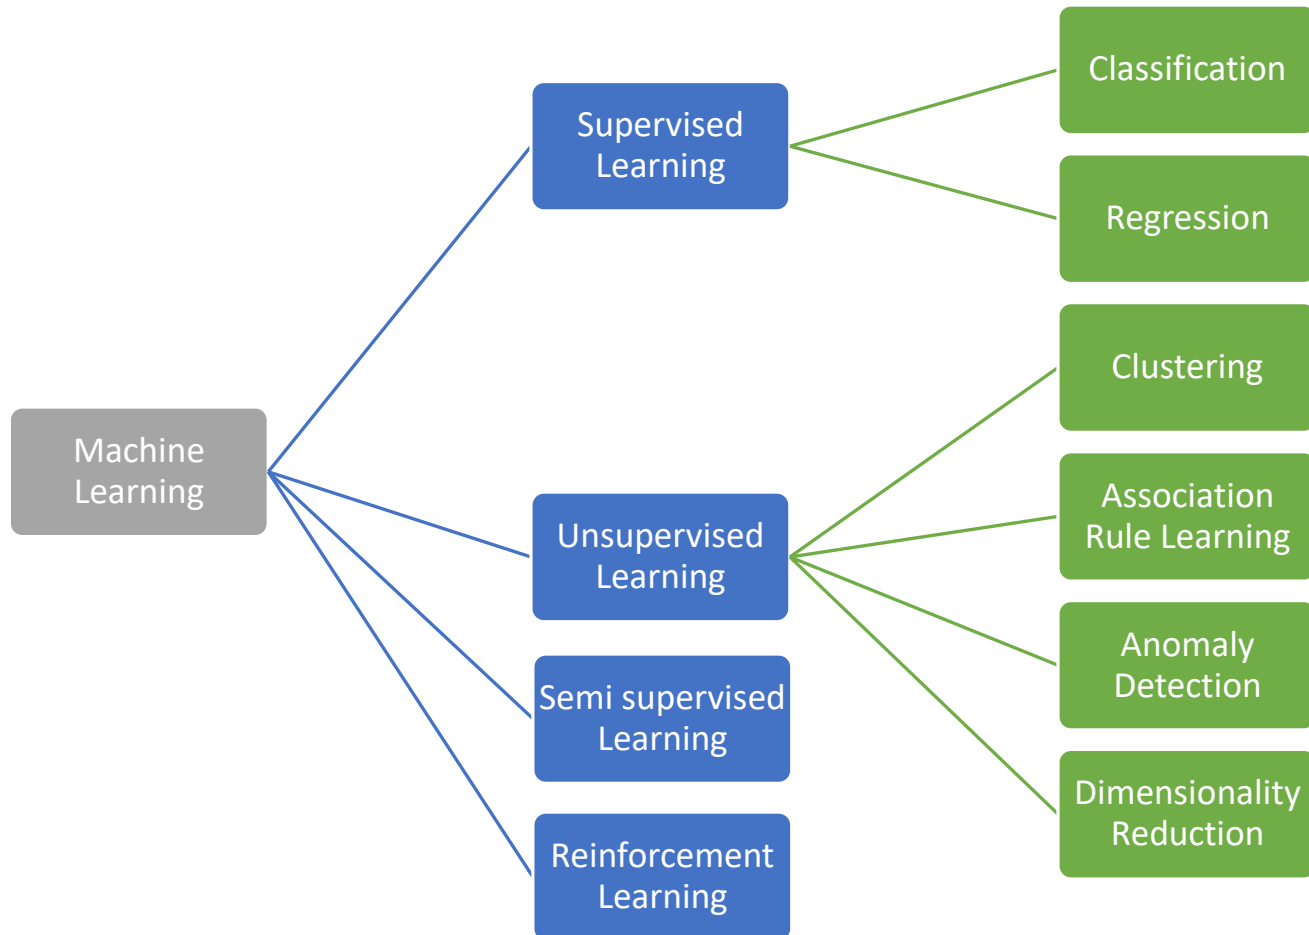 Machine
Learning
Supervised
Learning
Unsupervised
Learning
Semi supervised
Learning
Reinforcement
Learning
Classification
Regression
Clustering
Association
Rule Learning
Anomaly
Detection
Dimensionality
Reduction